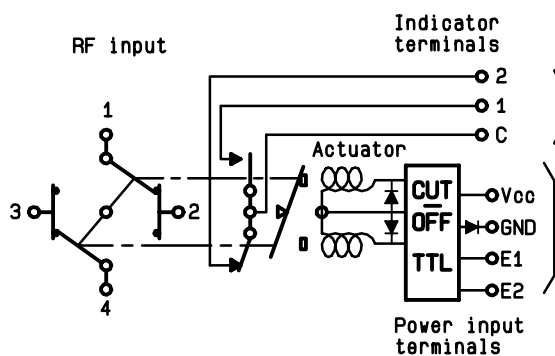 Indicator
terminals
RF input
2
1
1
C
Actuator
CUT
OFF
TTL
Vcc
3
2
GND
E1
4
E2
Power input
terminals